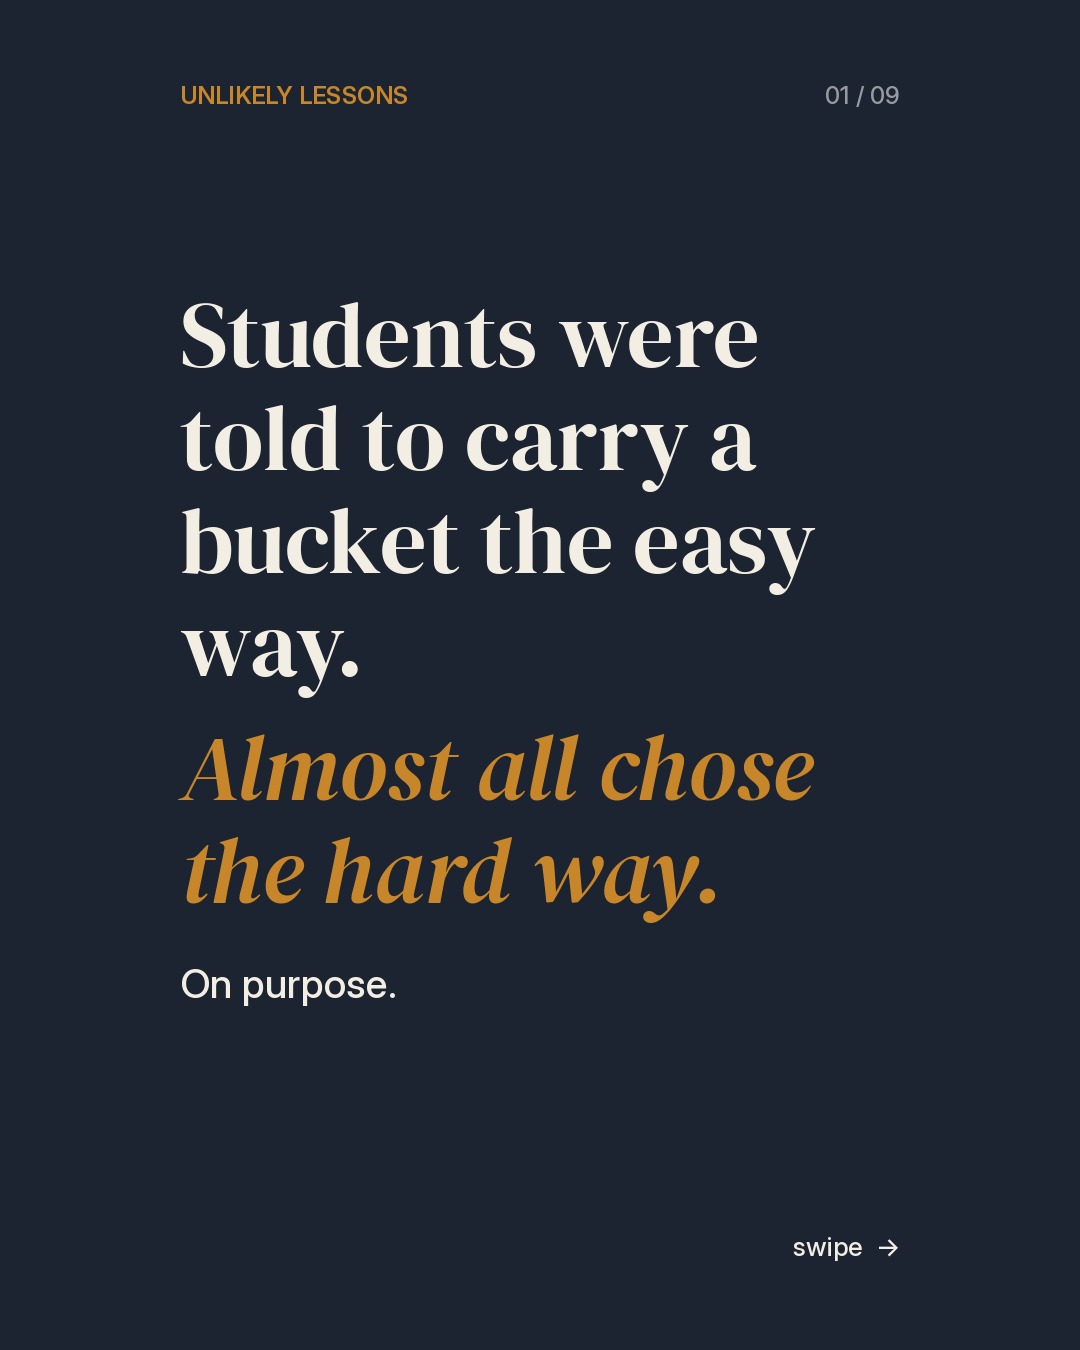 UNLIKELY LESSONS
01 / 09
Students were
told to carry a
bucket the easy
way.
Almost all chose
the hard way.
On purpose.
swipe →